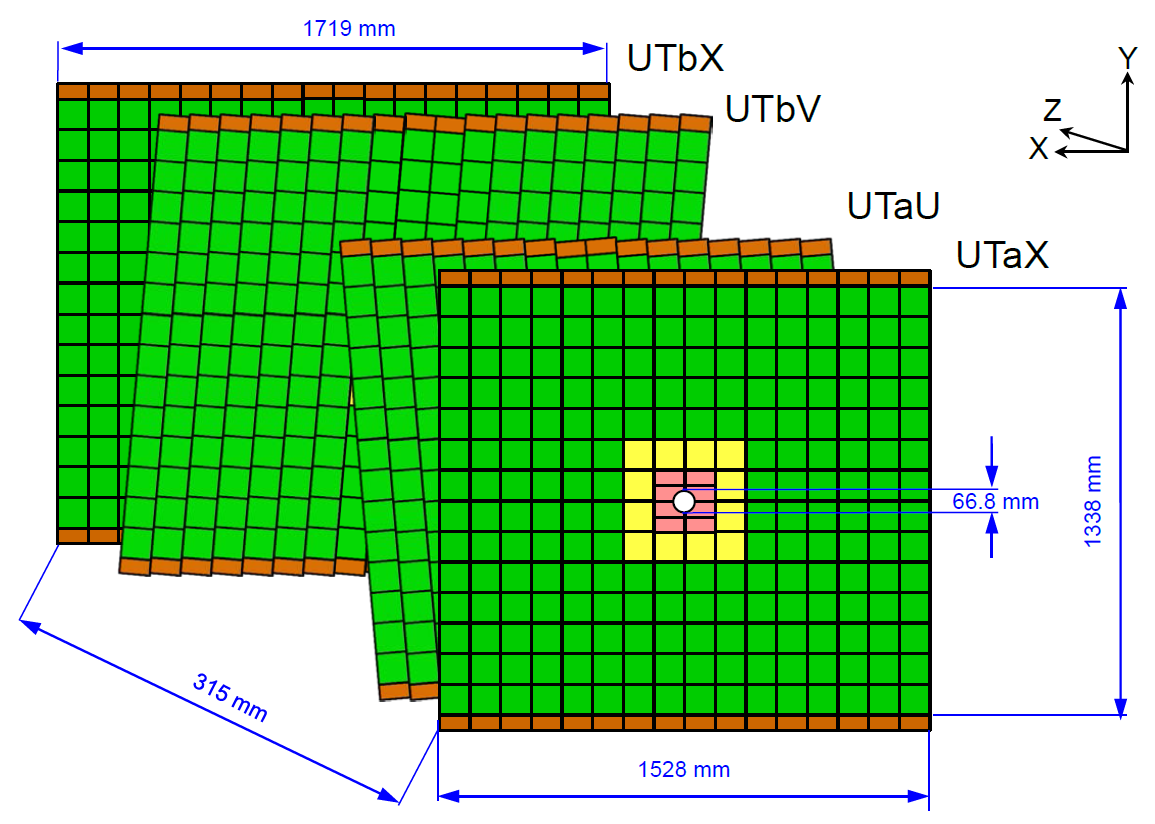 1719 mm
UTbX
Y
UTbV
Z
X
UTaU
UTaX
66.8 mm
1338 mm
315 mm
1528 mm